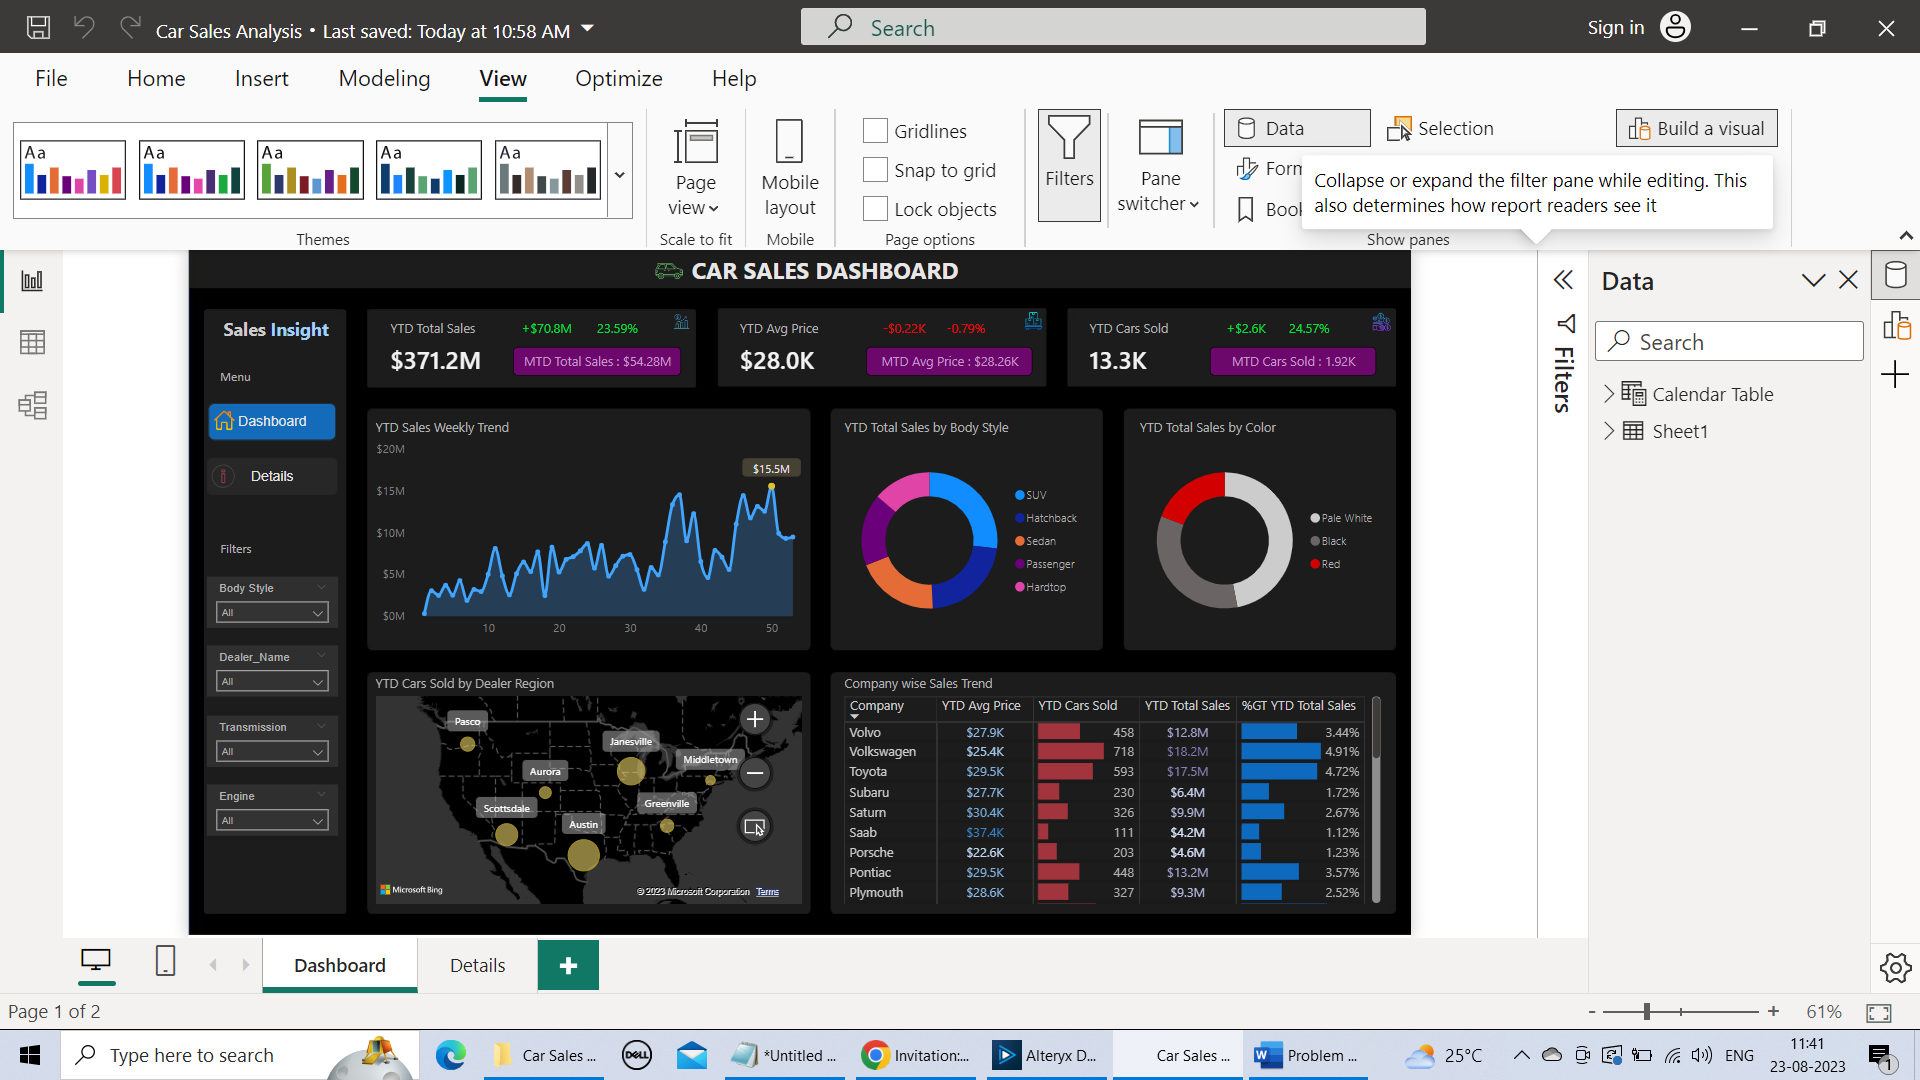 Car Sales Analysis • Last saved: Today at 10:58 AM
Search
Sign in
File
Home
Insert
Modeling
View
Optimize
Help
Aa
Aa
Aa
Aa
Aa
Themes
Page
view
Scale to fit
Mobile
layout
Mobile
Gridlines
Snap to grid
Lock objects
Page options
Filters
Pane
switcher
Data
Selection
Build a visual
Form
Book
Collapse or expand the filter pane while editing. This
also determines how report readers see it
Show panes
CAR SALES DASHBOARD
Sales Insight
Menu
Dashboard
Details
Filters
Body Style
All
Dealer_Name
All
Transmission
All
Engine
All
YTD Total Sales +$70.8M 23.59%
$371.2M MTD Total Sales : $54.28M
YTD Avg Price -$0.22K -0.79%
$28.0K MTD Avg Price : $28.26K
YTD Cars Sold +$2.6K 24.57%
13.3K MTD Cars Sold : 1.92K
YTD Sales Weekly Trend
$20M
$15M
$10M
$5M
$0M
$15.5M
10 20 30 40 50
YTD Total Sales by Body Style
SUV
Hatchback
Sedan
Passenger
Hardtop
YTD Total Sales by Color
Pale White
Black
Red
YTD Cars Sold by Dealer Region
Pasco
Janesville
Middletown
Aurora
Greenville
Scottsdale
Austin
Microsoft Bing
© 2023 Microsoft Corporation Terms
Company wise Sales Trend
Company YTD Avg Price YTD Cars Sold YTD Total Sales %GT YTD Total Sales
Volvo $27.9K 458 $12.8M 3.44%
Volkswagen $25.4K 718 $18.2M 4.91%
Toyota $29.5K 593 $17.5M 4.72%
Subaru $27.7K 230 $6.4M 1.72%
Saturn $30.4K 326 $9.9M 2.67%
Saab $37.4K 111 $4.2M 1.12%
Porsche $22.6K 203 $4.6M 1.23%
Pontiac $29.5K 448 $13.2M 3.57%
Plymouth $28.6K 327 $9.3M 2.52%
Filters
Data
Search
Calendar Table
Sheet1
Dashboard
Details
Page 1 of 2
- + 61%
Type here to search
Car Sales ...
DELL
*Untitled ...
Invitation:...
Alteryx D...
Car Sales ...
Problem ...
25°C
ENG
11:41
23-08-2023
1